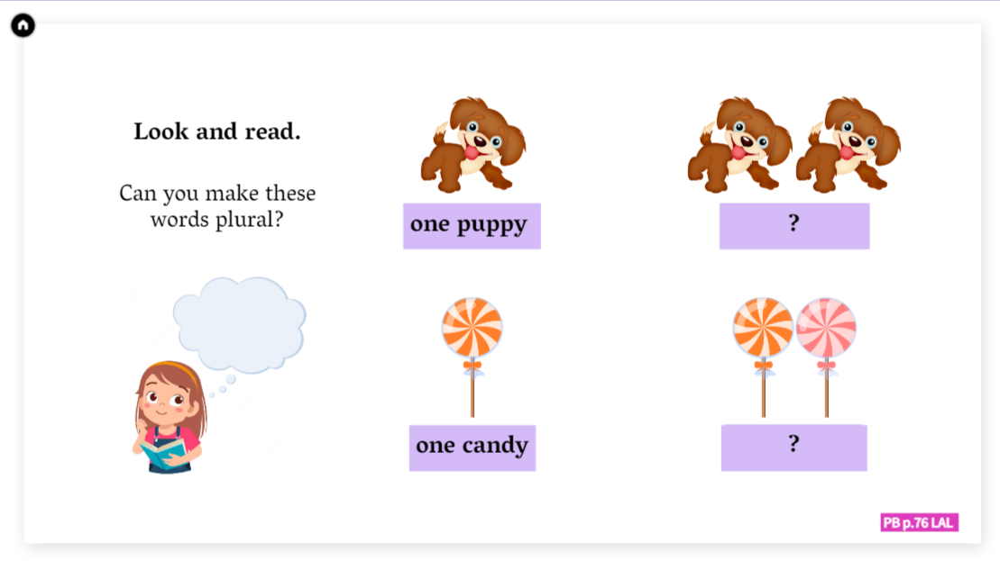 Look and read.
Can you make these
words plural?
one puppy
?
one candy
?
PB p.76 LAL